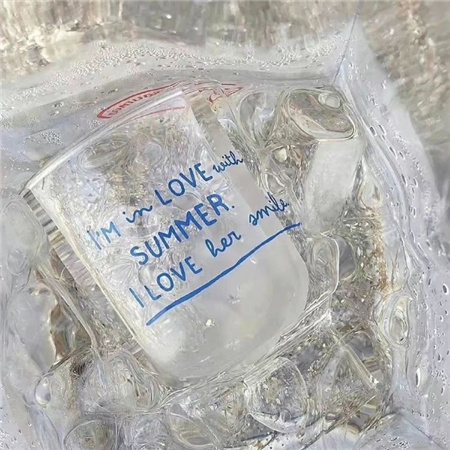 I'M in LOVE with
SUMMER.
I LOVE her smile